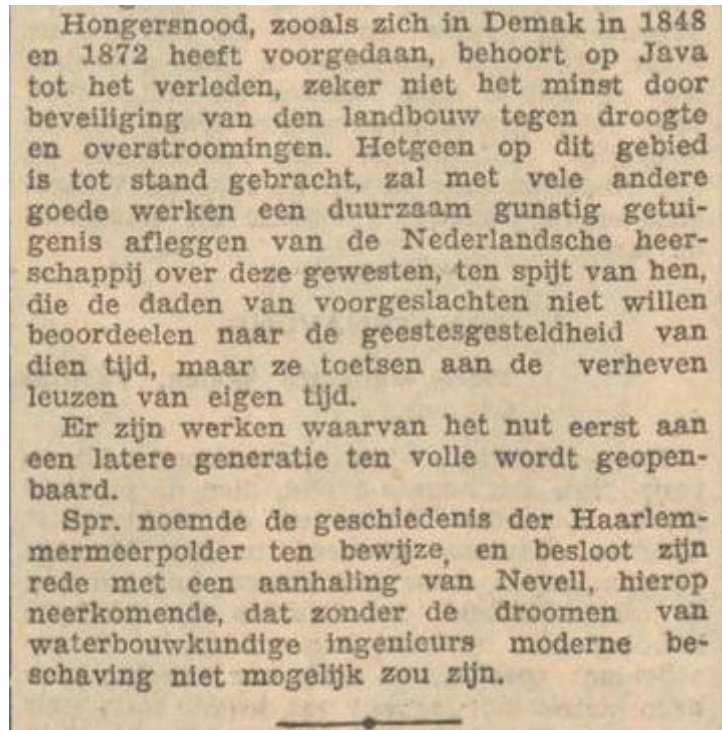 Hongersnood, zooals zich in Demak in 1848
en 1872 heeft voorgedaan, behoort op Java
tot het verleden, zeker niet het minst door
beveiliging van den landbouw tegen droogte
en overstroomingen. Hetgeen op dit gebied
is tot stand gebracht, zal met vele andere
goede werken een duurzaam gunstig getui-
genis afleggen van de Nederlandsche heer-
schappij over deze gewesten, ten spijt van hen,
die de daden van voorgeslachten niet willen
beoordeelen naar de geestesgesteldheid van
dien tijd, maar ze toetsen aan de verheven
leuzen van eigen tijd.
Er zijn werken waarvan het nut eerst aan
een latere generatie ten volle wordt geopen-
baard.
Spr. noemde de geschiedenis der Haarlem-
mermeerpolder ten bewijze, en besloot zijn
rede met een aanhaling van Nevell, hierop
neerkomende, dat zonder de droomen van
waterbouwkundige ingenieurs moderne be-
schaving niet mogelijk zou zijn.